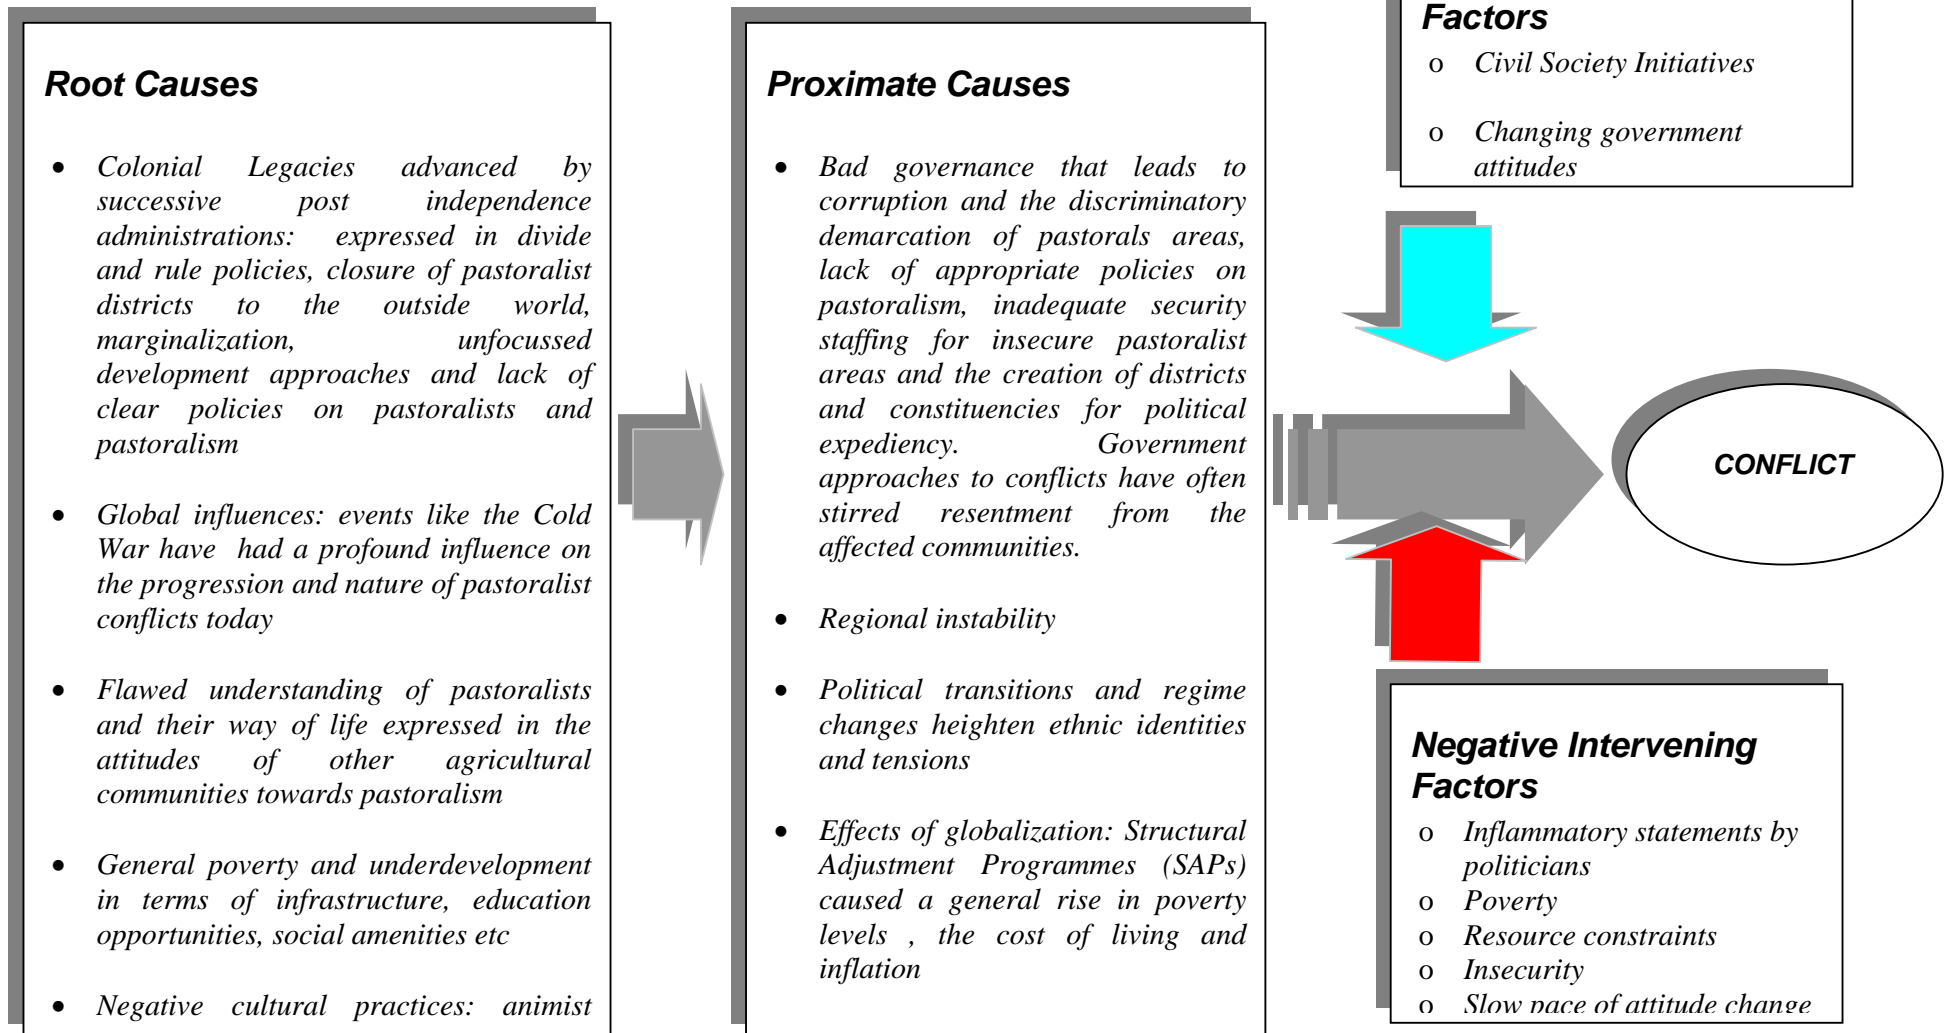 Root Causes
• Colonial Legacies advanced by
successive post independence
administrations: expressed in divide
and rule policies, closure of pastoralist
districts to the outside world,
marginalization, unfocussed
development approaches and lack of
clear policies on pastoralists and
pastoralism
• Global influences: events like the Cold
War have had a profound influence on
the progression and nature of pastoralist
conflicts today
• Flawed understanding of pastoralists
and their way of life expressed in the
attitudes of other agricultural
communities towards pastoralism
• General poverty and underdevelopment
in terms of infrastructure, education
opportunities, social amenities etc
• Negative cultural practices: animist
Proximate Causes
• Bad governance that leads to
corruption and the discriminatory
demarcation of pastorals areas,
lack of appropriate policies on
pastoralism, inadequate security
staffing for insecure pastoralist
areas and the creation of districts
and constituencies for political
expediency. Government
approaches to conflicts have often
stirred resentment from the
affected communities.
• Regional instability
• Political transitions and regime
changes heighten ethnic identities
and tensions
• Effects of globalization: Structural
Adjustment Programmes (SAPs)
caused a general rise in poverty
levels , the cost of living and
inflation
Factors
o Civil Society Initiatives
o Changing government
attitudes
CONFLICT
Negative Intervening
Factors
o Inflammatory statements by
politicians
o Poverty
o Resource constraints
o Insecurity
o Slow pace of attitude change